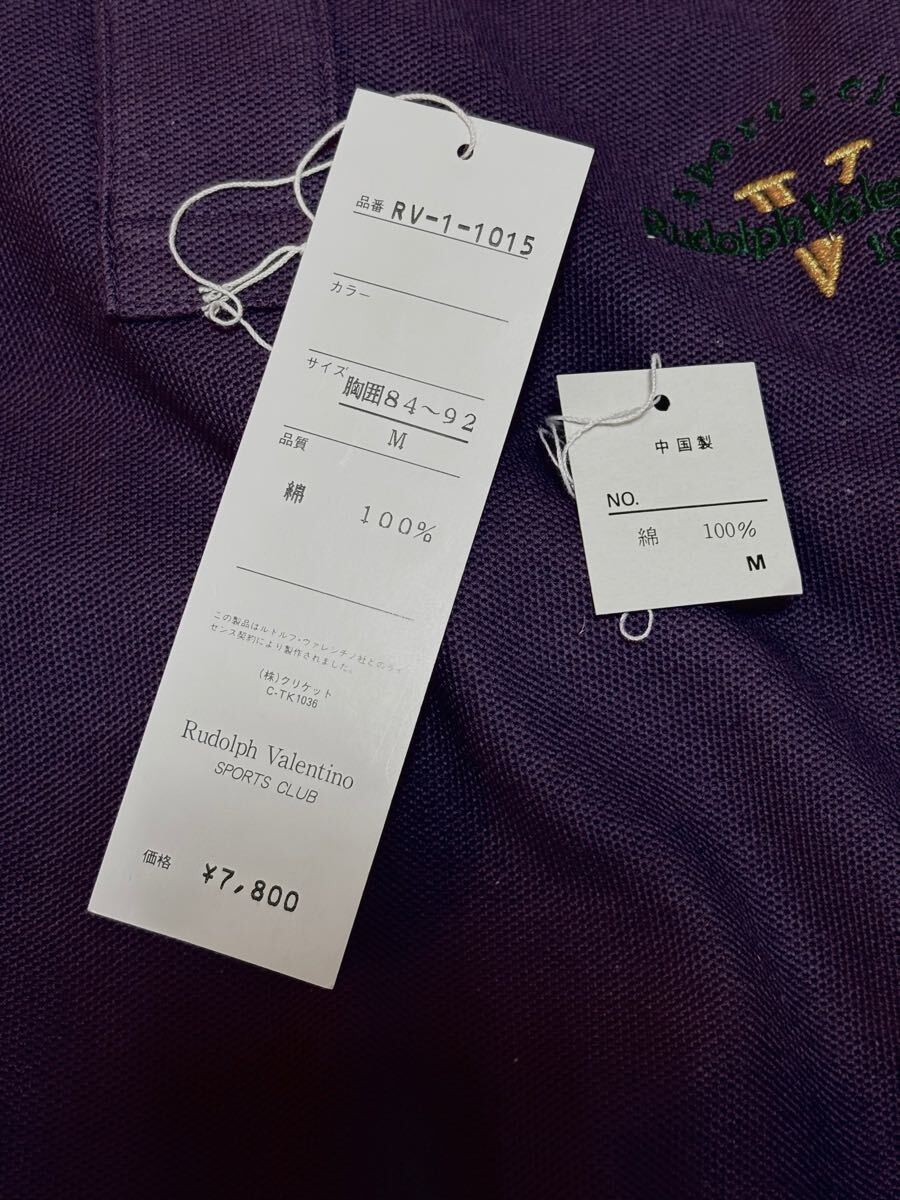 品番 RV-1-1015
カラー
サイズ 胸囲84~92
M
品質
綿 100%
この製品はルドルフ・ヴァレンチノ社とのライ
センス契約により製作されました。
(株)クリケット
C-TK1036
Rudolph Valentino
SPORTS CLUB
価格 ¥7,800
中国製
NO.
綿 100%
M
sports
Rudolph